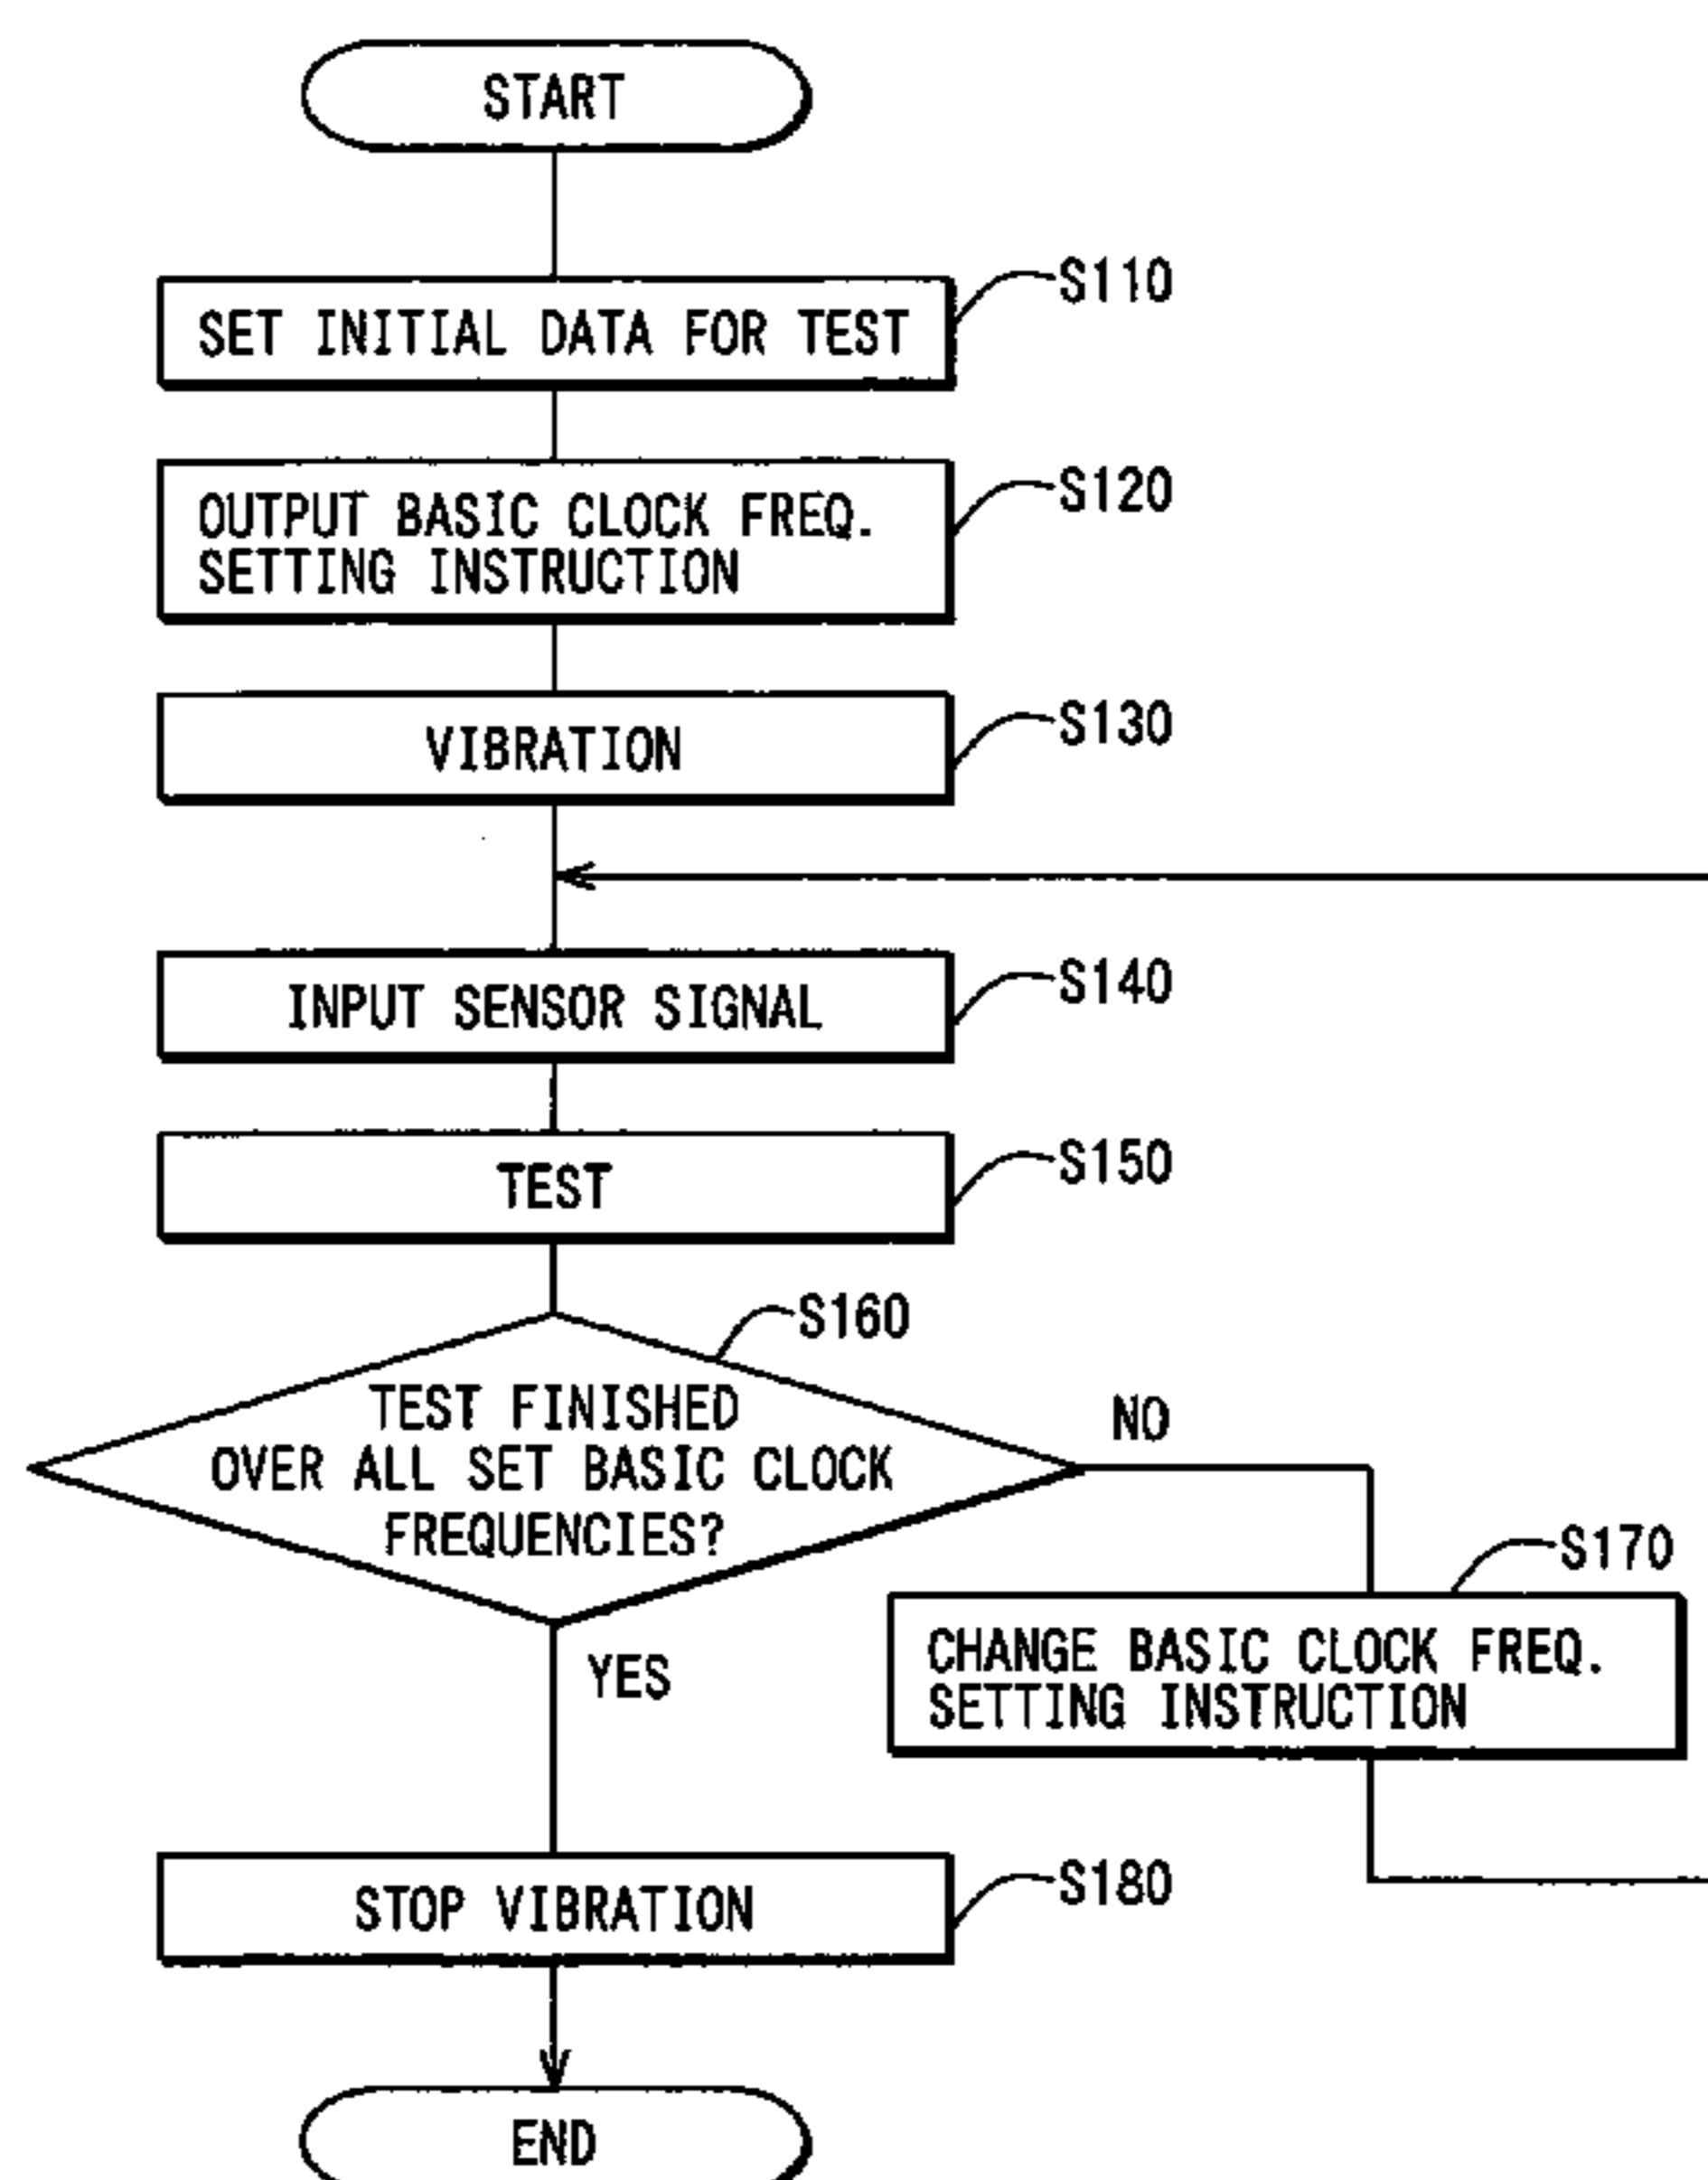 START
S110
SET INITIAL DATA FOR TEST
S120
OUTPUT BASIC CLOCK FREQ.
SETTING INSTRUCTION
S130
VIBRATION
S140
INPUT SENSOR SIGNAL
S150
TEST
S160
TEST FINISHED
OVER ALL SET BASIC CLOCK
FREQUENCIES?
NO
YES
S170
CHANGE BASIC CLOCK FREQ.
SETTING INSTRUCTION
S180
STOP VIBRATION
END